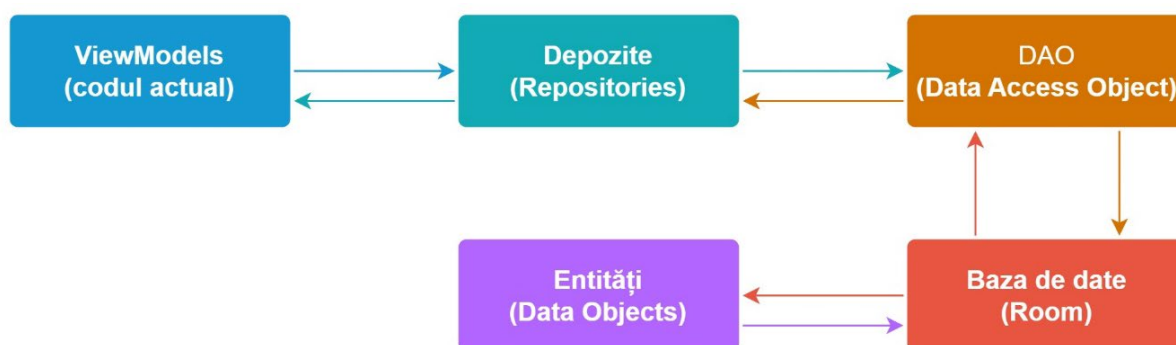 ViewModels
(codul actual)
Depozite
(Repositories)
DAO
(Data Access Object)
Entități
(Data Objects)
Baza de date
(Room)